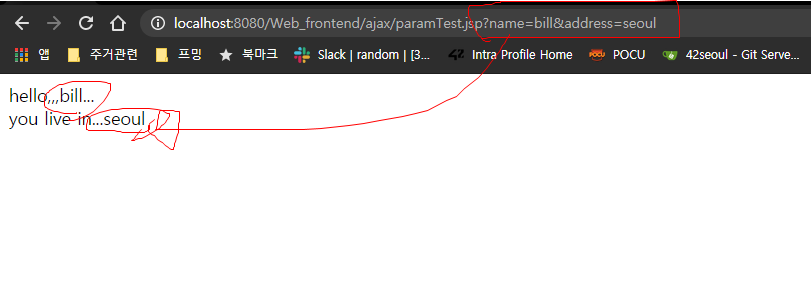 localhost:8080/Web_frontend/ajax/paramTest.jsp?name=bill&address=seoul
앱 주거관련 프밍 북마크 Slack | random | [3... 42 Intra Profile Home POCU 42seoul - Git Serve...
hello,,,bill...
you live in...seoul